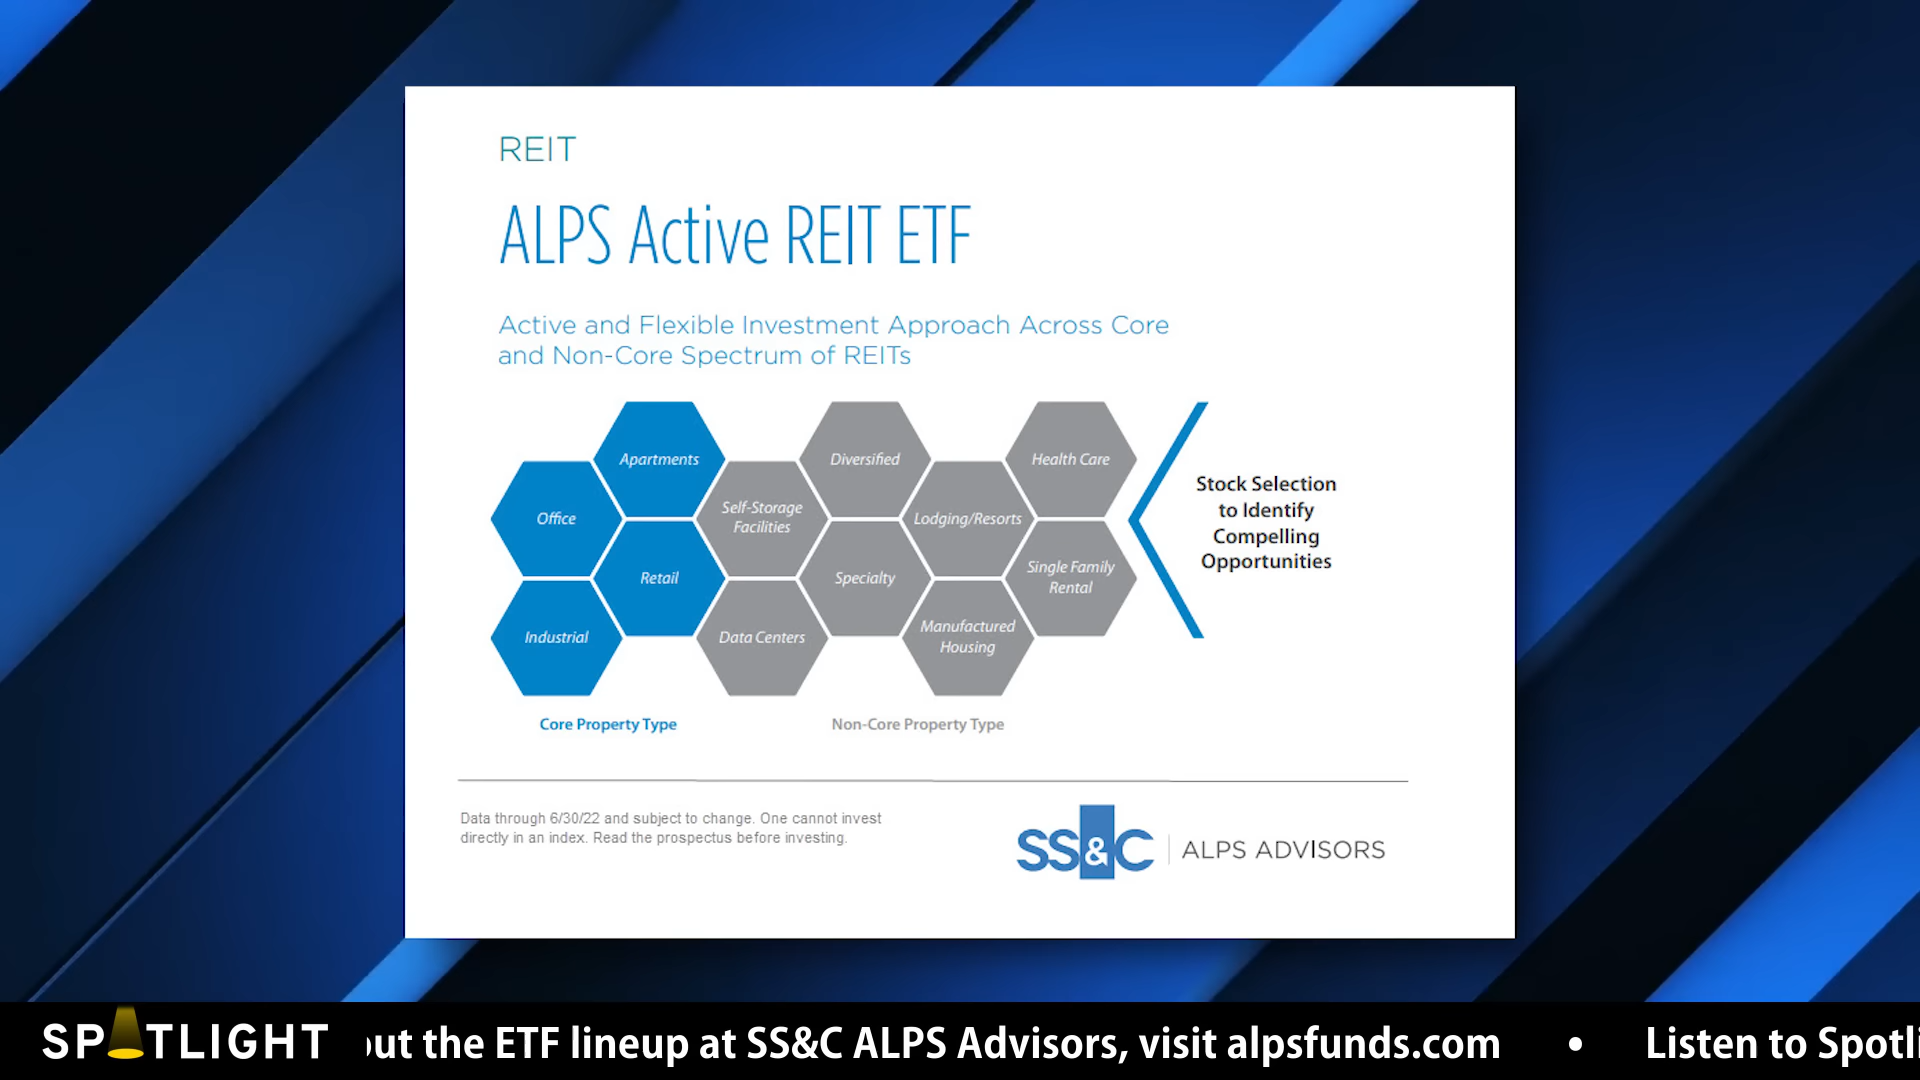 REIT
ALPS Active REIT ETF
Active and Flexible Investment Approach Across Core
and Non-Core Spectrum of REITs
Apartments
Diversified
Health Care
Office
Self-Storage
Facilities
Lodging/Resorts
Retail
Specialty
Single Family
Rental
Industrial
Data Centers
Manufactured
Housing
Stock Selection
to Identify
Compelling
Opportunities
Core Property Type
Non-Core Property Type
Data through 6/30/22 and subject to change. One cannot invest
directly in an index. Read the prospectus before investing.
SS&C ALPS ADVISORS
SPOTLIGHT
out the ETF lineup at SS&C ALPS Advisors, visit alpsfunds.com • Listen to Spotli